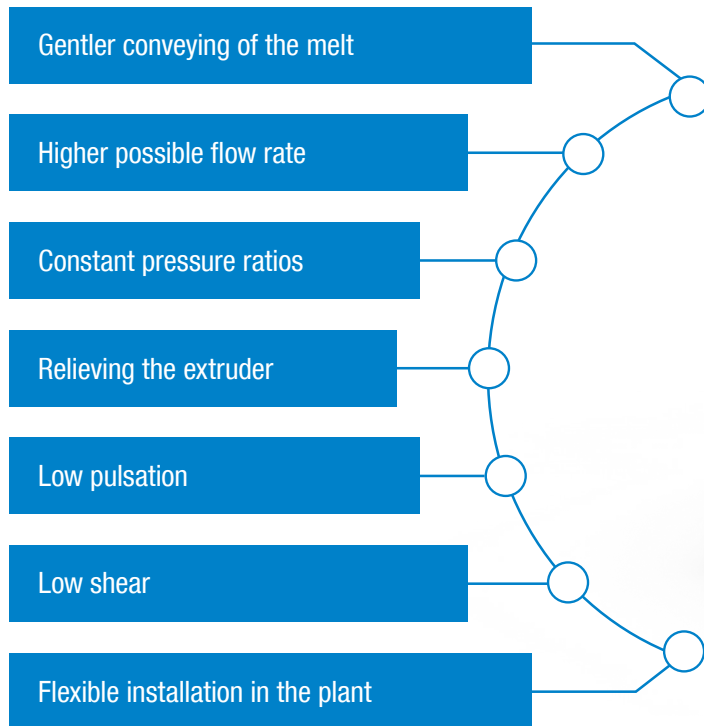 Gentler conveying of the melt
Higher possible flow rate
Constant pressure ratios
Relieving the extruder
Low pulsation
Low shear
Flexible installation in the plant